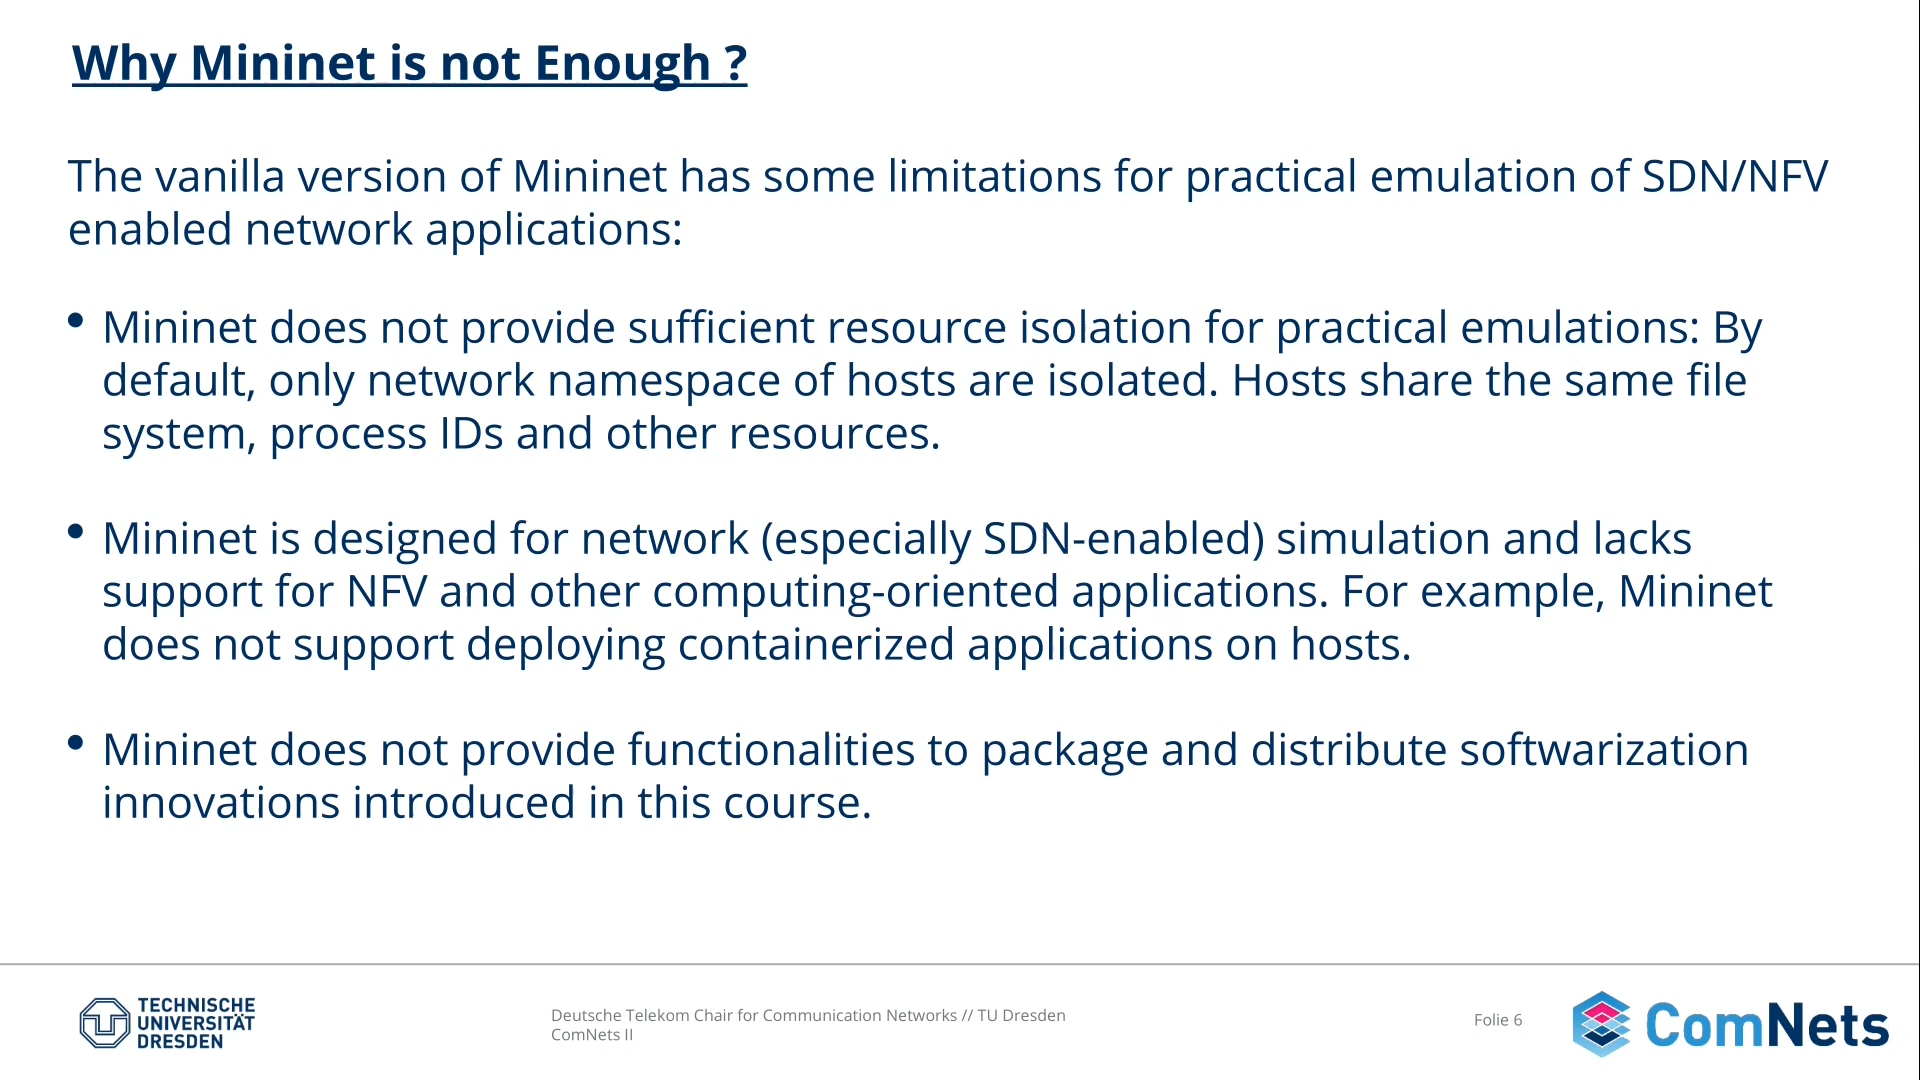 Why Mininet is not Enough ?
The vanilla version of Mininet has some limitations for practical emulation of SDN/NFV
enabled network applications:
• Mininet does not provide sufficient resource isolation for practical emulations: By
default, only network namespace of hosts are isolated. Hosts share the same file
system, process IDs and other resources.
• Mininet is designed for network (especially SDN-enabled) simulation and lacks
support for NFV and other computing-oriented applications. For example, Mininet
does not support deploying containerized applications on hosts.
• Mininet does not provide functionalities to package and distribute softwarization
innovations introduced in this course.
TECHNISCHE
UNIVERSITÄT
DRESDEN
Deutsche Telekom Chair for Communication Networks // TU Dresden
ComNets II
Folie 6
ComNets